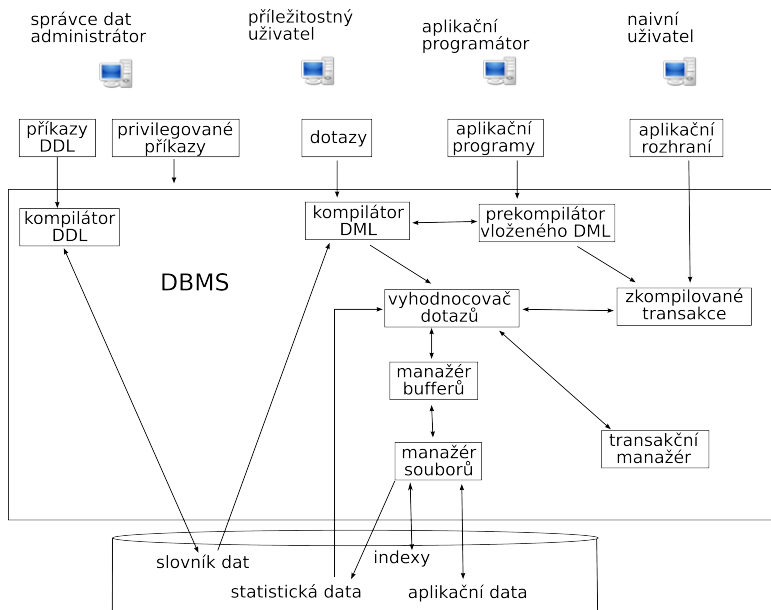 správce dat
administrátor
příležitostný
uživatel
aplikační
programátor
naivní
uživatel
příkazy
DDL
privilegované
příkazy
dotazy
aplikační
programy
aplikační
rozhraní
kompilátor
DDL
kompilátor
DML
prekompilátor
vloženého DML
DBMS
vyhodnocovač
dotazů
zkompilované
transakce
manažér
bufferů
transakční
manažér
manažér
souborů
slovník dat
indexy
statistická data
aplikační data